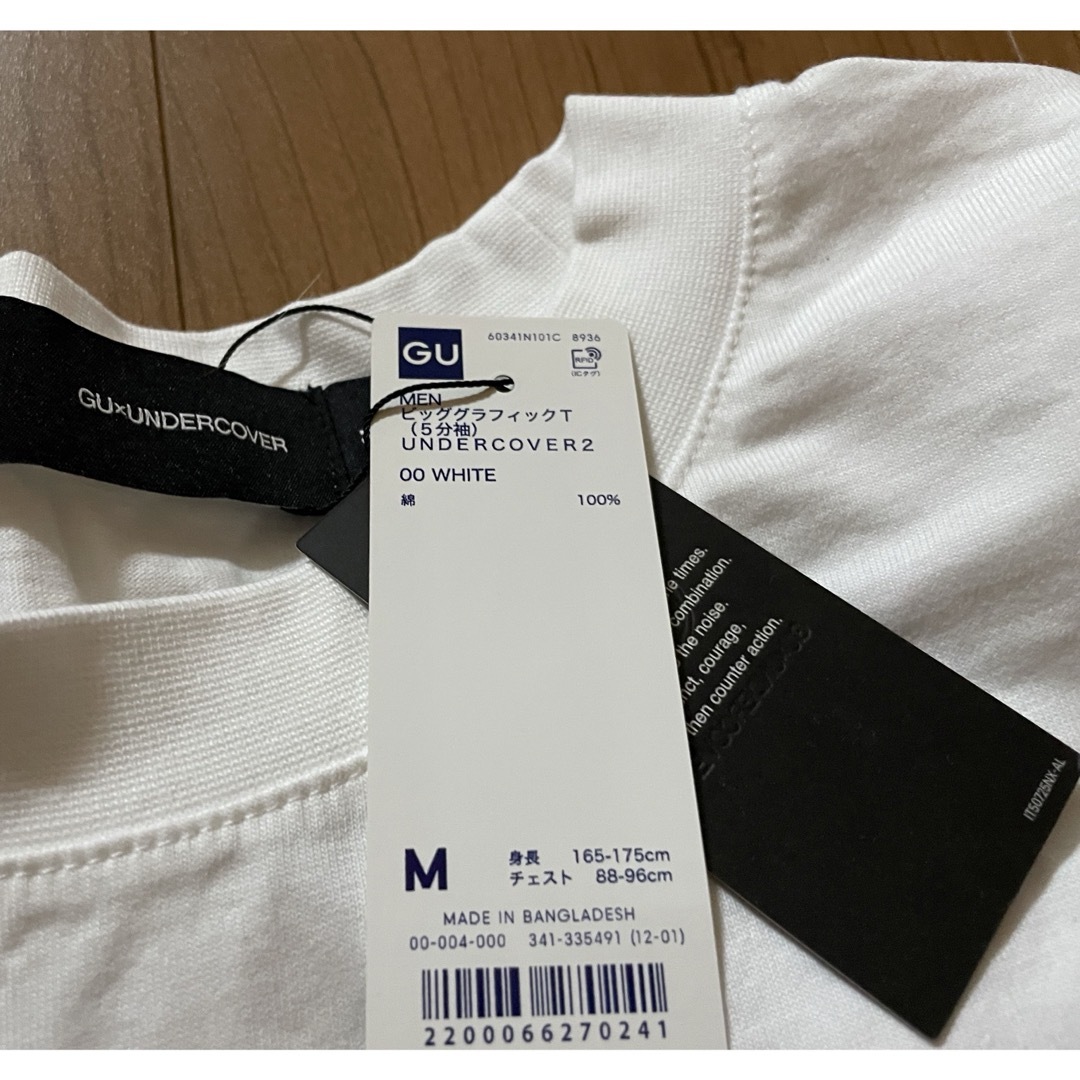 GU×UNDERCOVER
GU
60341N101C 8936
RFID
(ICタグ)
MEN
ビッググラフィックT
(5分袖)
UNDERCOVER2
00 WHITE
綿 100%
M
身長 165-175cm
チェスト 88-96cm
MADE IN BANGLADESH
00-004-000 341-335491 (12-01)
2200066270241
times.
combination.
the noise.
courage,
then counter action.
IT50725NX-AL